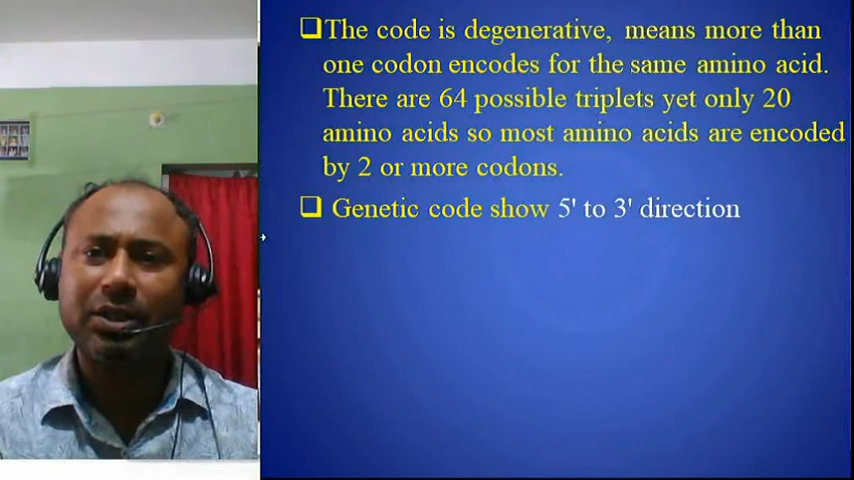 ❑The code is degenerative, means more than
one codon encodes for the same amino acid.
There are 64 possible triplets yet only 20
amino acids so most amino acids are encoded
by 2 or more codons.
❑ Genetic code show 5' to 3' direction